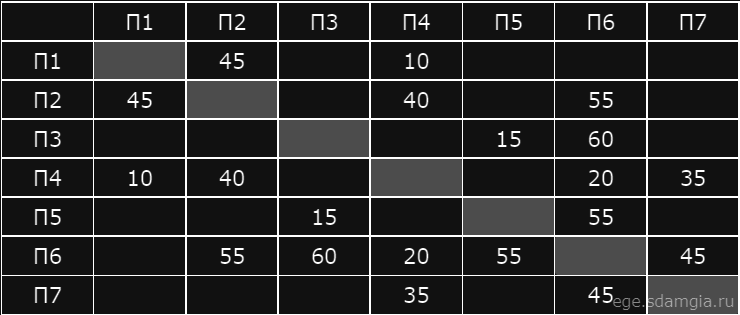 П1 П2 П3 П4 П5 П6 П7
П1 45 10
П2 45 40 55
П3 15 60
П4 10 40 20 35
П5 15 55
П6 55 60 20 55 45
П7 35 45
ege.sdamgia.ru